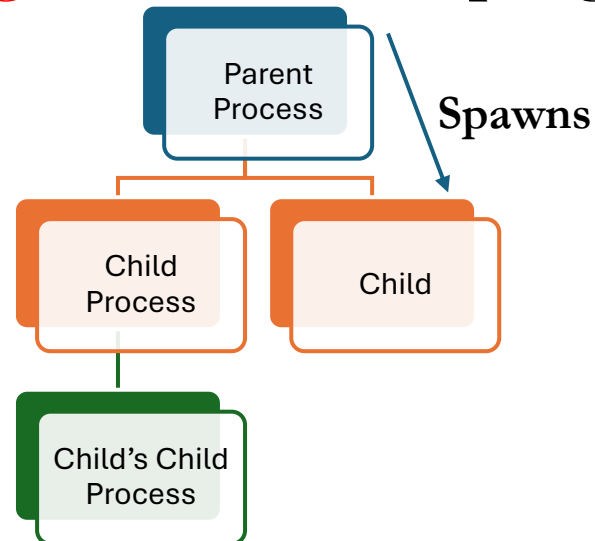 Parent
Process
Spawns
Child
Process
Child
Child's Child
Process